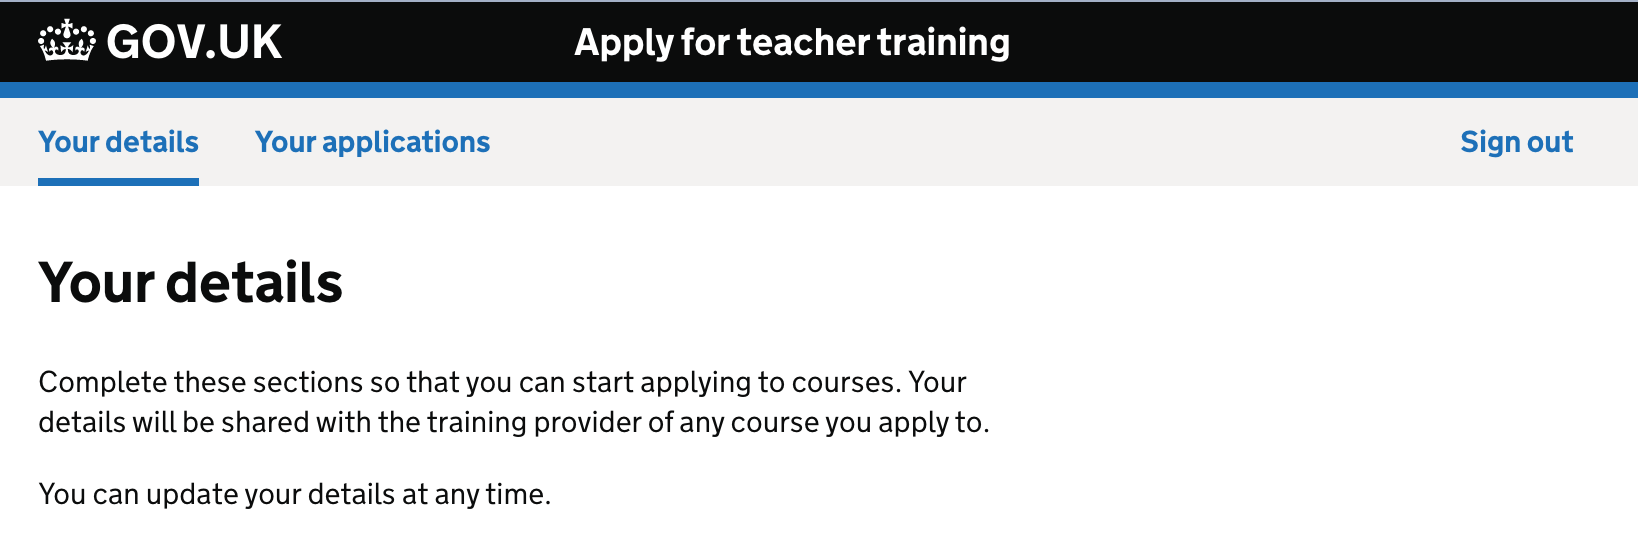 GOV.UK
Apply for teacher training
Your details
Your applications
Sign out
Your details
Complete these sections so that you can start applying to courses. Your
details will be shared with the training provider of any course you apply to.
You can update your details at any time.